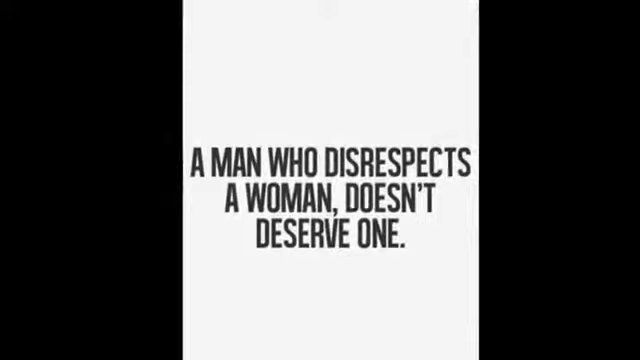 A MAN WHO DISRESPECTS
A WOMAN, DOESN'T
DESERVE ONE.